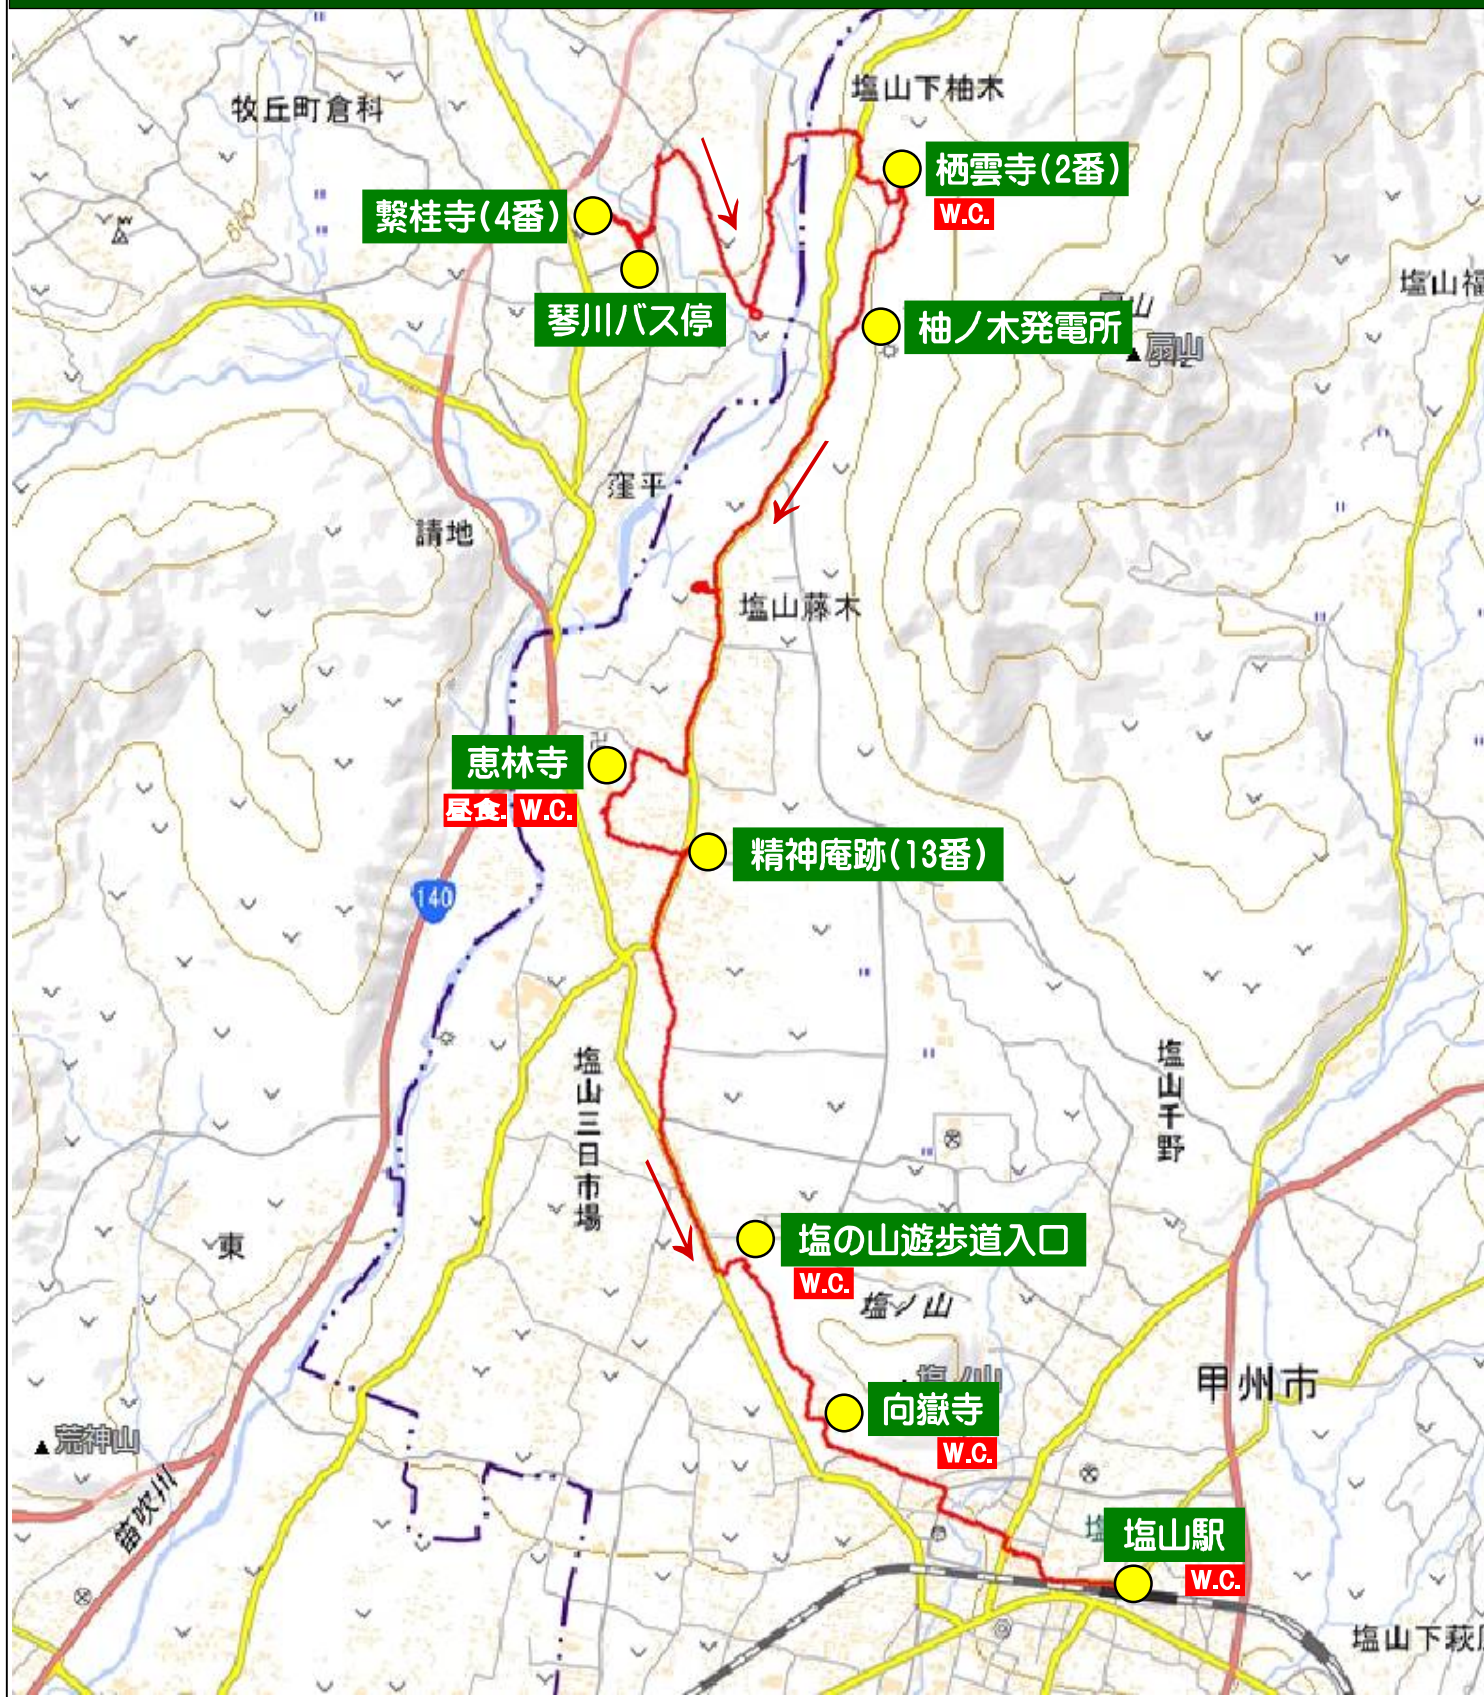 塩山下柚木
牧丘町倉科
栖雲寺(2番)
W.C.
繋桂寺(4番)
琴川バス停
塩山福
柚ノ木発電所
扇山
窪平
請地
塩山藤木
恵林寺
昼食.
W.C.
精神庵跡(13番)
140
塩山三日市場
塩山千野
東
塩の山遊歩道入口
W.C.
塩ノ山
塩ノ山
甲州市
向嶽寺
W.C.
荒神山
笛吹川
塩
塩山駅
W.C.
塩山下萩